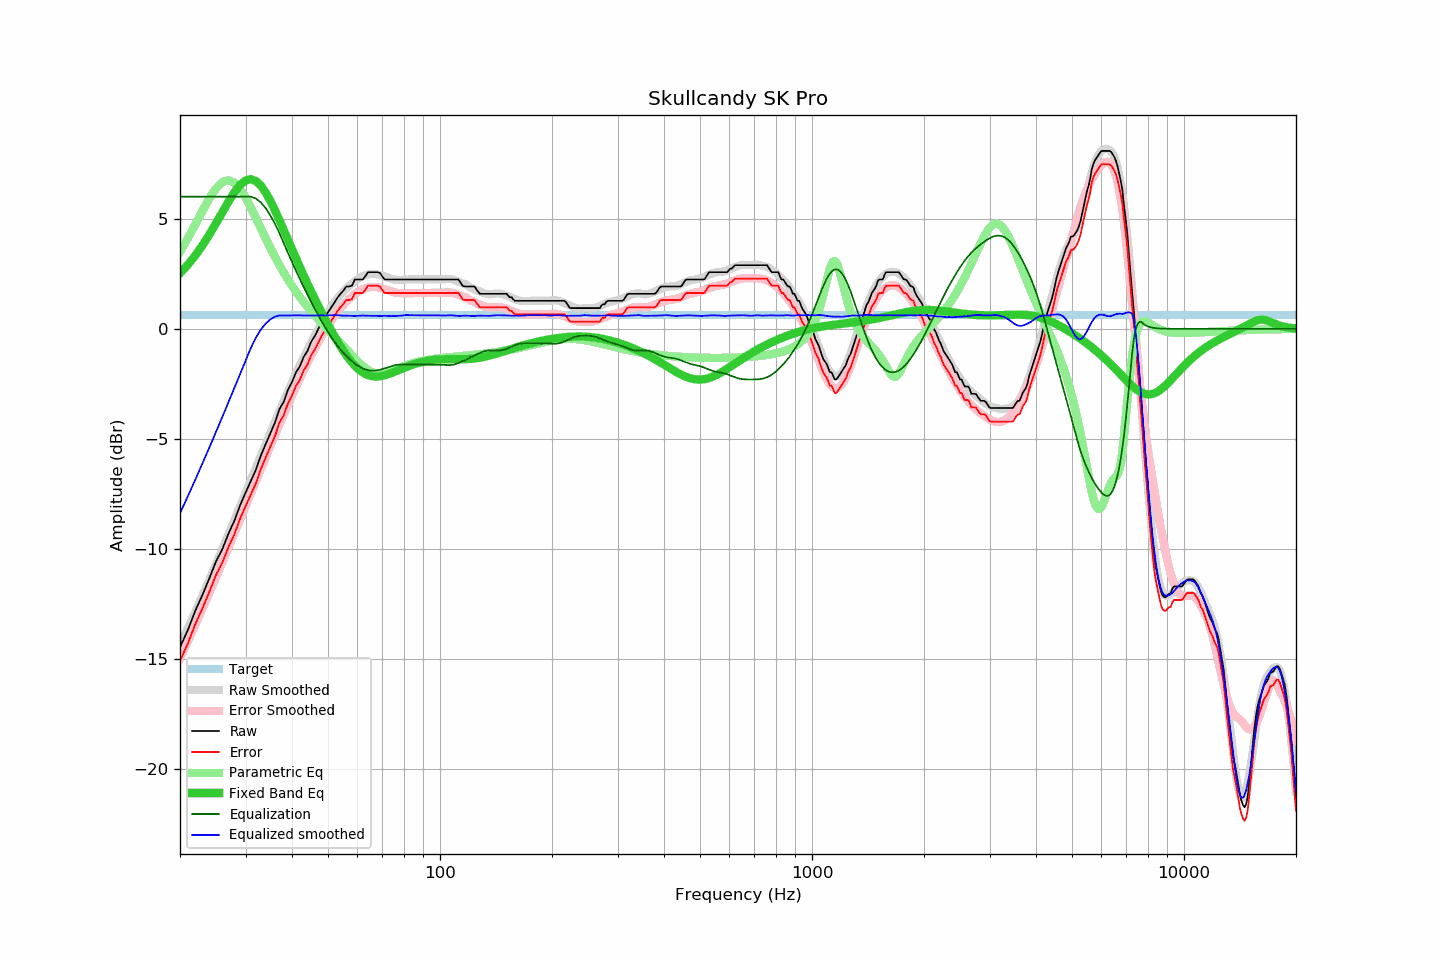 Skullcandy SK Pro
Amplitude (dBr)
5
0
−5
−10
−15
−20
Target
Raw Smoothed
Error Smoothed
Raw
Error
Parametric Eq
Fixed Band Eq
Equalization
Equalized smoothed
100 1000 10000
Frequency (Hz)